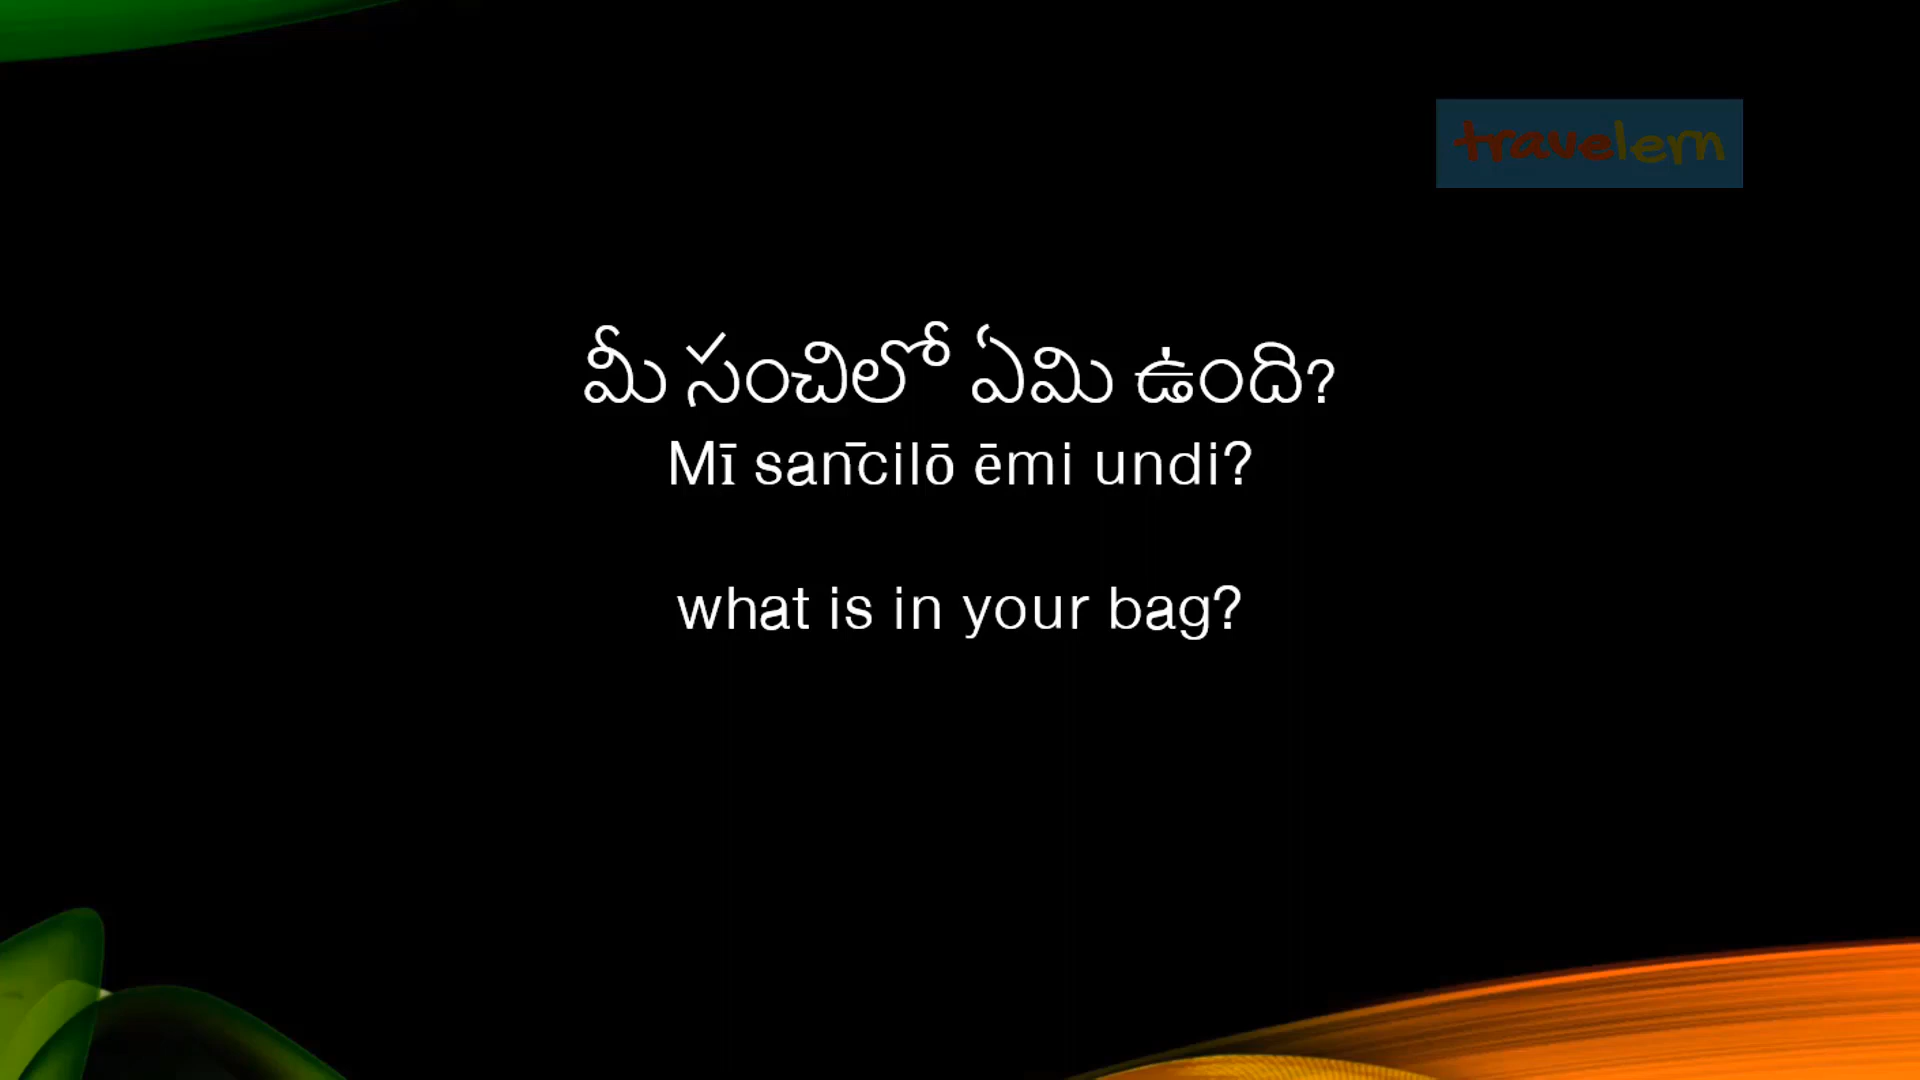 travelern
మీ సంచిలో ఏమి ఉంది?
Mī san̄cilō ēmi undi?
what is in your bag?